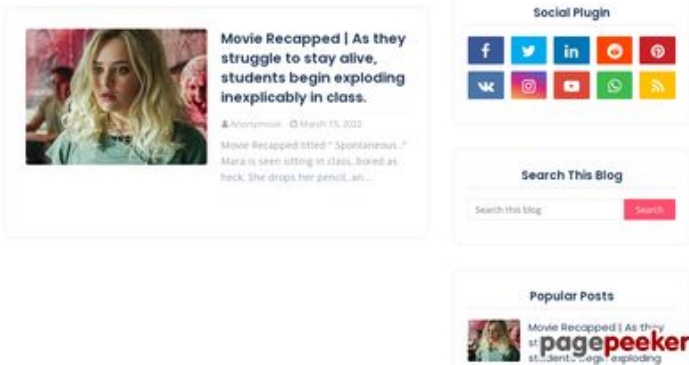 Movie Recapped | As they
struggle to stay alive,
students begin exploding
inexplicably in class.
Anonymous March 15, 2022
Movie Recapped titled " Spontaneous ."
Mara is seen sitting in class, bored as
heck. She drops her pencil, an...
Social Plugin
Search This Blog
Search this blog
Search
Popular Posts
Movie Recapped | As they
pagepeeker
students begin exploding